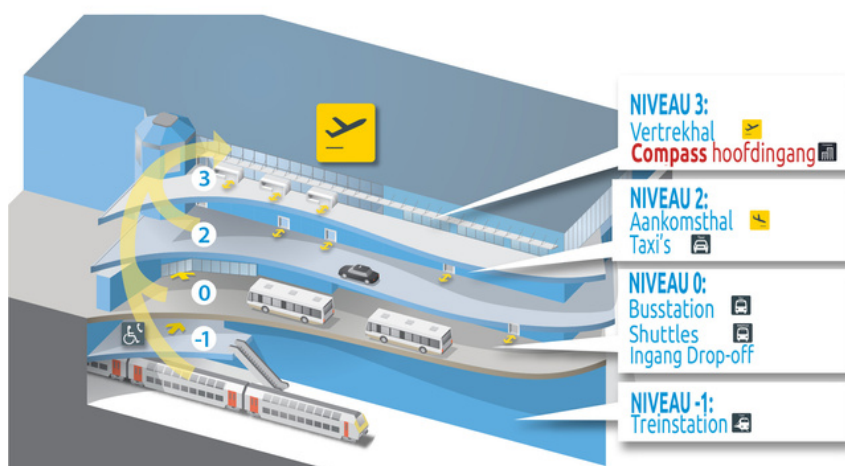 NIVEAU 3:
Vertrekhal
Compass hoofdingang
NIVEAU 2:
Aankomsthal
Taxi's
NIVEAU 0:
Busstation
Shuttles
Ingang Drop-off
NIVEAU -1:
Treinstation
3
2
0
-1